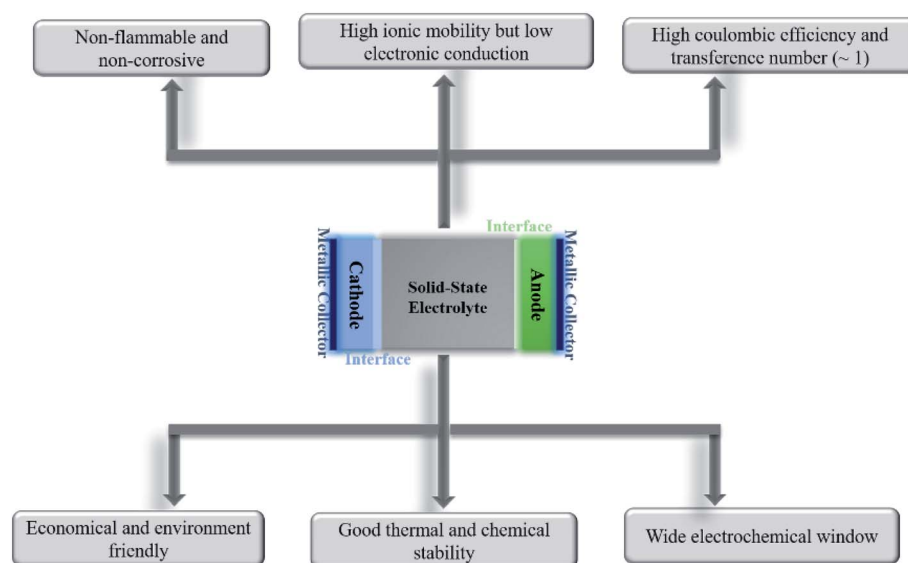 Non-flammable and
non-corrosive
High ionic mobility but low
electronic conduction
High coulombic efficiency and
transference number (~ 1)
Interface
Metallic Collector
Cathode
Solid-State
Electrolyte
Anode
Metallic Collector
Interface
Economical and environment
friendly
Good thermal and chemical
stability
Wide electrochemical window